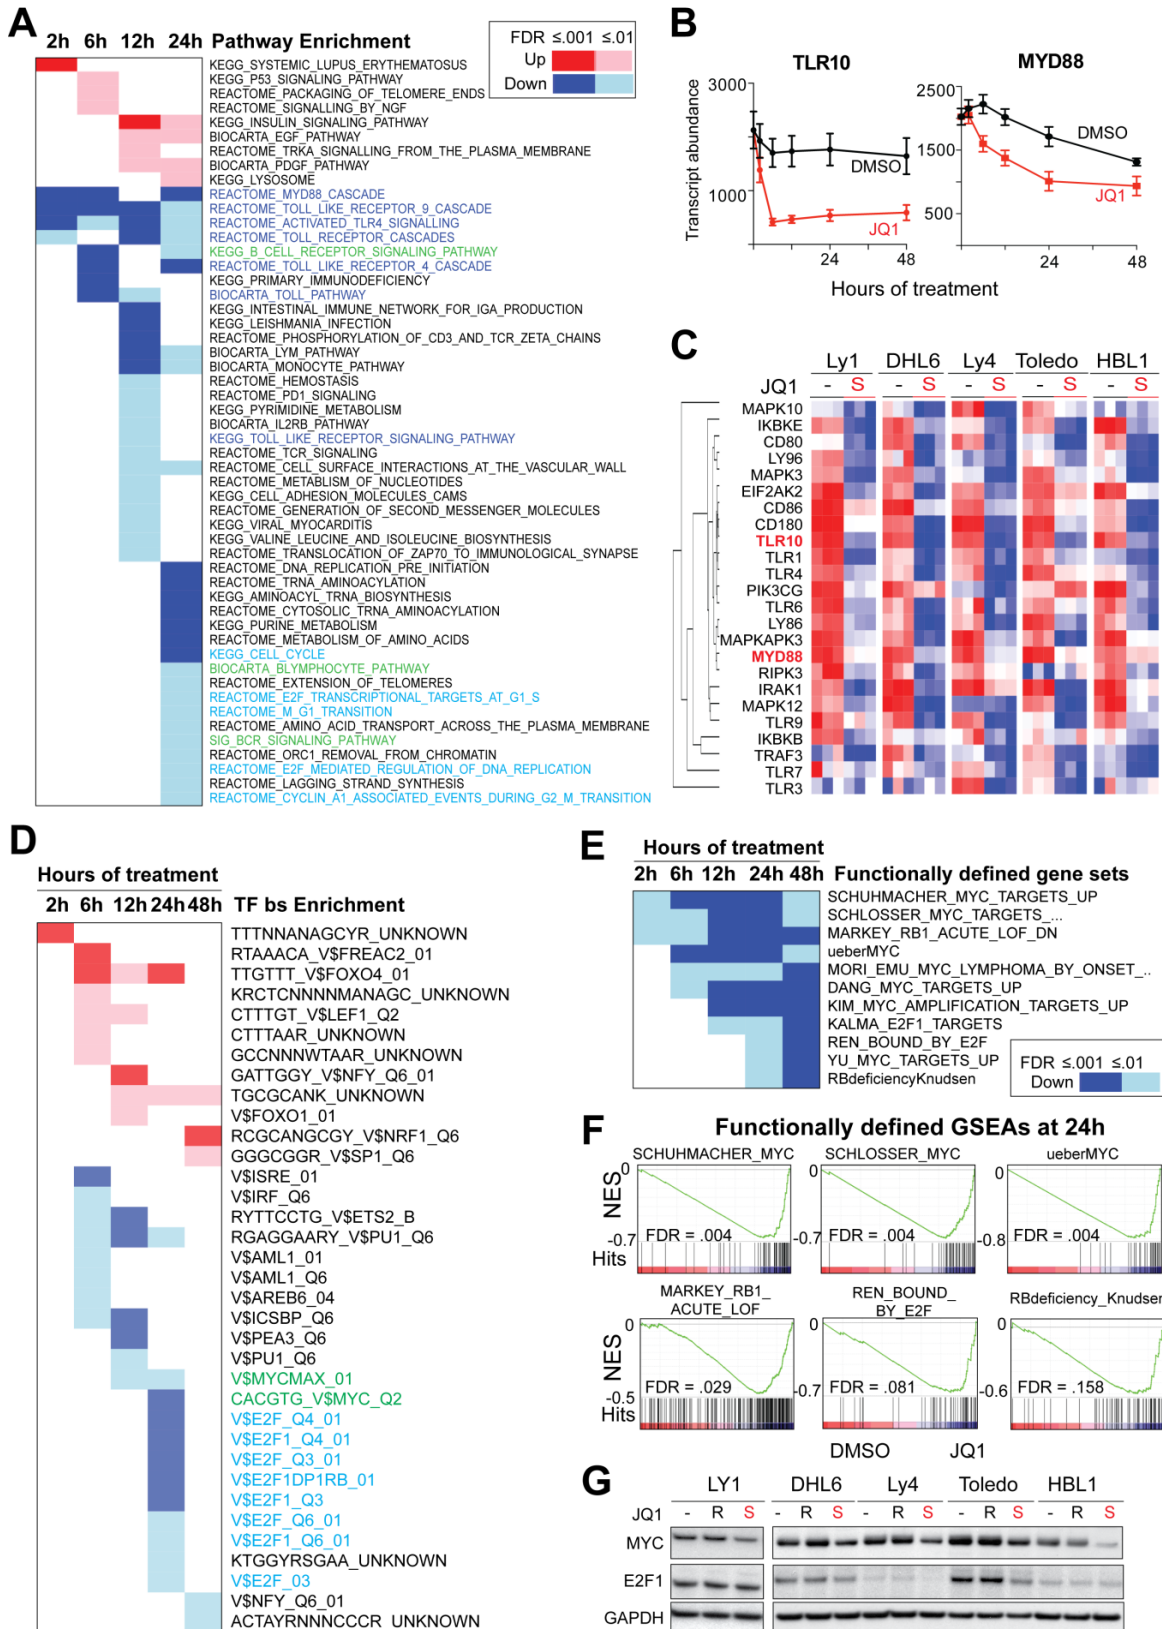 A
2h 6h 12h 24h Pathway Enrichment
FDR ≤.001 ≤.01
Up
Down
KEGG_SYSTEMIC_LUPUS_ERYTHEMATOSUS
KEGG_P53_SIGNALING_PATHWAY
REACTOME_PACKAGING_OF_TELOMERE_ENDS
REACTOME_SIGNALLING_BY_NGF
KEGG_INSULIN_SIGNALING_PATHWAY
BIOCARTA_EGF_PATHWAY
REACTOME_TRKA_SIGNALLING_FROM_THE_PLASMA_MEMBRANE
BIOCARTA_PDGF_PATHWAY
KEGG_LYSOSOME
REACTOME_MYD88_CASCADE
REACTOME_TOLL_LIKE_RECEPTOR_9_CASCADE
REACTOME_ACTIVATED_TLR4_SIGNALLING
REACTOME_TOLL_RECEPTOR_CASCADES
KEGG_B_CELL_RECEPTOR_SIGNALING_PATHWAY
REACTOME_TOLL_LIKE_RECEPTOR_4_CASCADE
KEGG_PRIMARY_IMMUNODEFICIENCY
BIOCARTA_TOLL_PATHWAY
KEGG_INTESTINAL_IMMUNE_NETWORK_FOR_IGA_PRODUCTION
KEGG_LEISHMANIA_INFECTION
REACTOME_PHOSPHORYLATION_OF_CD3_AND_TCR_ZETA_CHAINS
BIOCARTA_LYM_PATHWAY
BIOCARTA_MONOCYTE_PATHWAY
REACTOME_HEMOSTASIS
REACTOME_PD1_SIGNALING
KEGG_PYRIMIDINE_METABOLISM
BIOCARTA_IL2RB_PATHWAY
KEGG_TOLL_LIKE_RECEPTOR_SIGNALING_PATHWAY
REACTOME_TCR_SIGNALING
REACTOME_CELL_SURFACE_INTERACTIONS_AT_THE_VASCULAR_WALL
REACTOME_METABLISM_OF_NUCLEOTIDES
KEGG_CELL_ADHESION_MOLECULES_CAMS
REACTOME_GENERATION_OF_SECOND_MESSENGER_MOLECULES
KEGG_VIRAL_MYOCARDITIS
KEGG_VALINE_LEUCINE_AND_ISOLEUCINE_BIOSYNTHESIS
REACTOME_TRANSLOCATION_OF_ZAP70_TO_IMMUNOLOGICAL_SYNAPSE
REACTOME_DNA_REPLICATION_PRE_INITIATION
REACTOME_TRNA_AMINOACYLATION
KEGG_AMINOACYL_TRNA_BIOSYNTHESIS
REACTOME_CYTOSOLIC_TRNA_AMINOACYLATION
KEGG_PURINE_METABOLISM
REACTOME_METABOLISM_OF_AMINO_ACIDS
KEGG_CELL_CYCLE
BIOCARTA_BLYMPHOCYTE_PATHWAY
REACTOME_EXTENSION_OF_TELOMERES
REACTOME_E2F_TRANSCRIPTIONAL_TARGETS_AT_G1_S
REACTOME_M_G1_TRANSITION
REACTOME_AMINO_ACID_TRANSPORT_ACROSS_THE_PLASMA_MEMBRANE
SIG_BCR_SIGNALING_PATHWAY
REACTOME_ORC1_REMOVAL_FROM_CHROMATIN
REACTOME_E2F_MEDIATED_REGULATION_OF_DNA_REPLICATION
REACTOME_LAGGING_STRAND_SYNTHESIS
REACTOME_CYCLIN_A1_ASSOCIATED_EVENTS_DURING_G2_M_TRANSITION
B
TLR10 MYD88
Transcript abundance
3000
1000
DMSO
JQ1
24 48
2500
1500
500
DMSO
JQ1
24 48
Hours of treatment
C
Ly1 DHL6 Ly4 Toledo HBL1
JQ1 - S - S - S - S - S
MAPK10
IKBKE
CD80
LY96
MAPK3
EIF2AK2
CD86
CD180
TLR10
TLR1
TLR4
PIK3CG
TLR6
LY86
MAPKAPK3
MYD88
RIPK3
IRAK1
MAPK12
TLR9
IKBKB
TRAF3
TLR7
TLR3
D
Hours of treatment
2h 6h 12h 24h 48h TF bs Enrichment
TTTNNANAGCYR_UNKNOWN
RTAAACA_V$FREAC2_01
TTGTTT_V$FOXO4_01
KRCTCNNNNMANAGC_UNKNOWN
CTTTGT_V$LEF1_Q2
CTTTAAR_UNKNOWN
GCCNNNWTAAR_UNKNOWN
GATTGGY_V$NFY_Q6_01
TGCGCANK_UNKNOWN
V$FOXO1_01
RCGCANGCGY_V$NRF1_Q6
GGGCGGR_V$SP1_Q6
V$ISRE_01
V$IRF_Q6
RYTTCCTG_V$ETS2_B
RGAGGAARY_V$PU1_Q6
V$AML1_01
V$AML1_Q6
V$AREB6_04
V$ICSBP_Q6
V$PEA3_Q6
V$PU1_Q6
V$MYCMAX_01
CACGTG_V$MYC_Q2
V$E2F_Q4_01
V$E2F1_Q4_01
V$E2F_Q3_01
V$E2F1DP1RB_01
V$E2F1_Q3
V$E2F_Q6_01
V$E2F1_Q6_01
KTGGYRSGAA_UNKNOWN
V$E2F_03
V$NFY_Q6_01
ACTAYRNNNCCCR_UNKNOWN
E
Hours of treatment
2h 6h 12h 24h 48h Functionally defined gene sets
SCHUHMACHER_MYC_TARGETS_UP
SCHLOSSER_MYC_TARGETS_...
MARKEY_RB1_ACUTE_LOF_DN
ueberMYC
MORI_EMU_MYC_LYMPHOMA_BY_ONSET_..
DANG_MYC_TARGETS_UP
KIM_MYC_AMPLIFICATION_TARGETS_UP
KALMA_E2F1_TARGETS
REN_BOUND_BY_E2F
YU_MYC_TARGETS_UP
RBdeficiencyKnudsen
FDR ≤.001 ≤.01
Down
F
Functionally defined GSEAs at 24h
SCHUHMACHER_MYC SCHLOSSER_MYC ueberMYC
NES
0 0 0
FDR = .004 FDR = .004 FDR = .004
-0.7 -0.7 -0.8
Hits
MARKEY_RB1_
ACUTE_LOF
REN_BOUND_
BY_E2F
RBdeficiency_Knudsen
NES
0 0 0
FDR = .029 FDR = .081 FDR = .158
-0.5 -0.7 -0.6
Hits
DMSO JQ1
G
LY1 DHL6 Ly4 Toledo HBL1
JQ1 - R S - R S - R S - R S - R S
MYC
E2F1
GAPDH